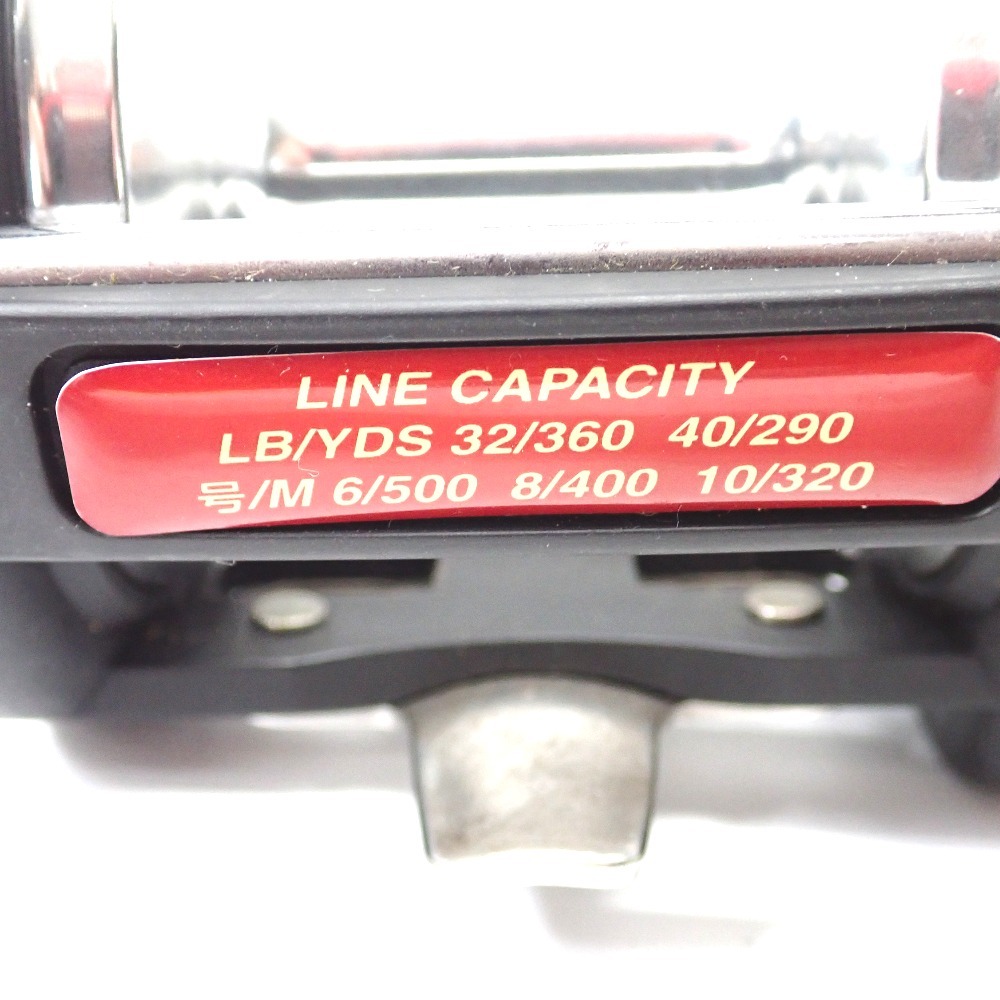 LINE CAPACITY
LB/YDS 32/360 40/290
号/M 6/500 8/400 10/320